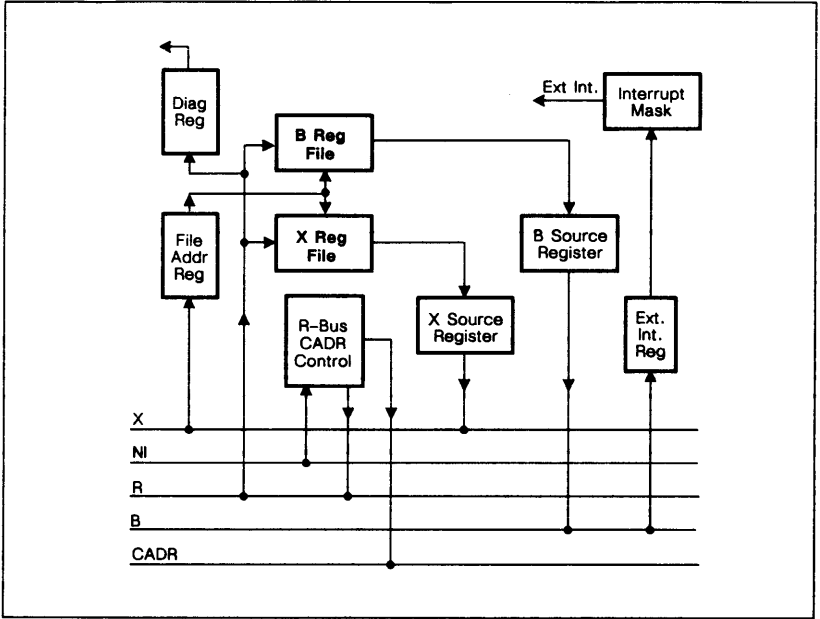 Diag
Reg
B Reg
File
Ext Int.
Interrupt
Mask
File
Addr
Reg
X Reg
File
B Source
Register
R-Bus
CADR
Control
X Source
Register
Ext.
Int.
Reg
X
NI
R
B
CADR